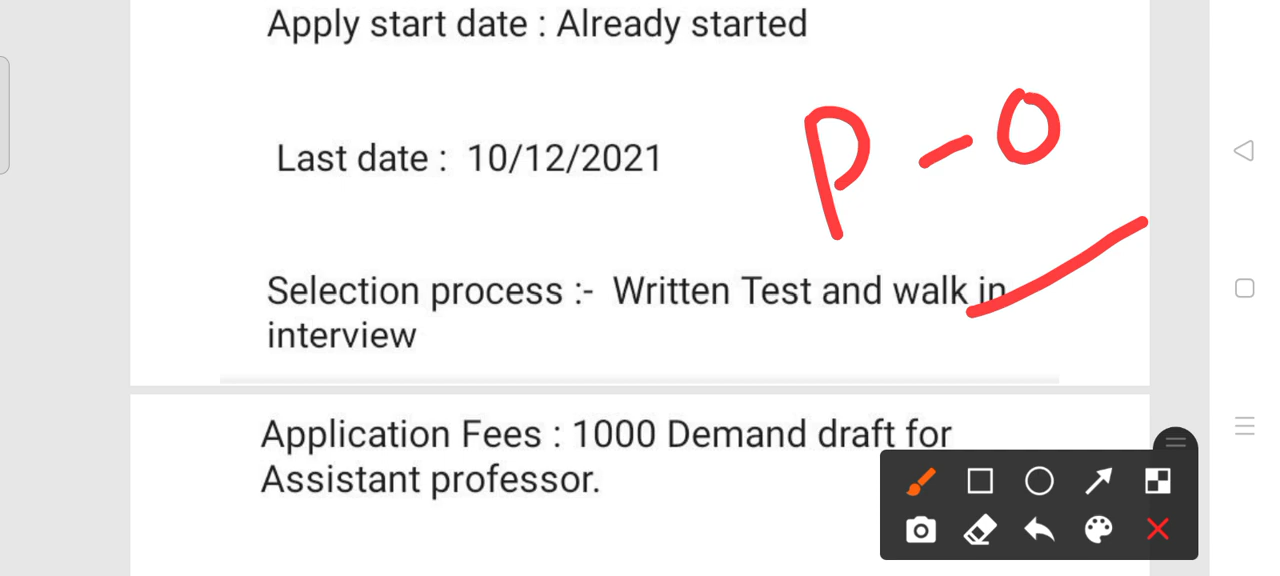 Apply start date : Already started
Last date : 10/12/2021
P - O
Selection process :- Written Test and walk in
interview
Application Fees : 1000 Demand draft for
Assistant professor.